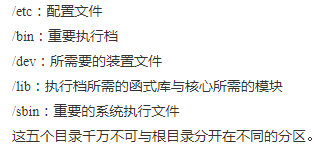 /etc：配置文件
/bin：重要执行档
/dev：所需要的装置文件
/lib：执行档所需的函式库与核心所需的模块
/sbin：重要的系统执行文件
这五个目录千万不可与根目录分开在不同的分区。